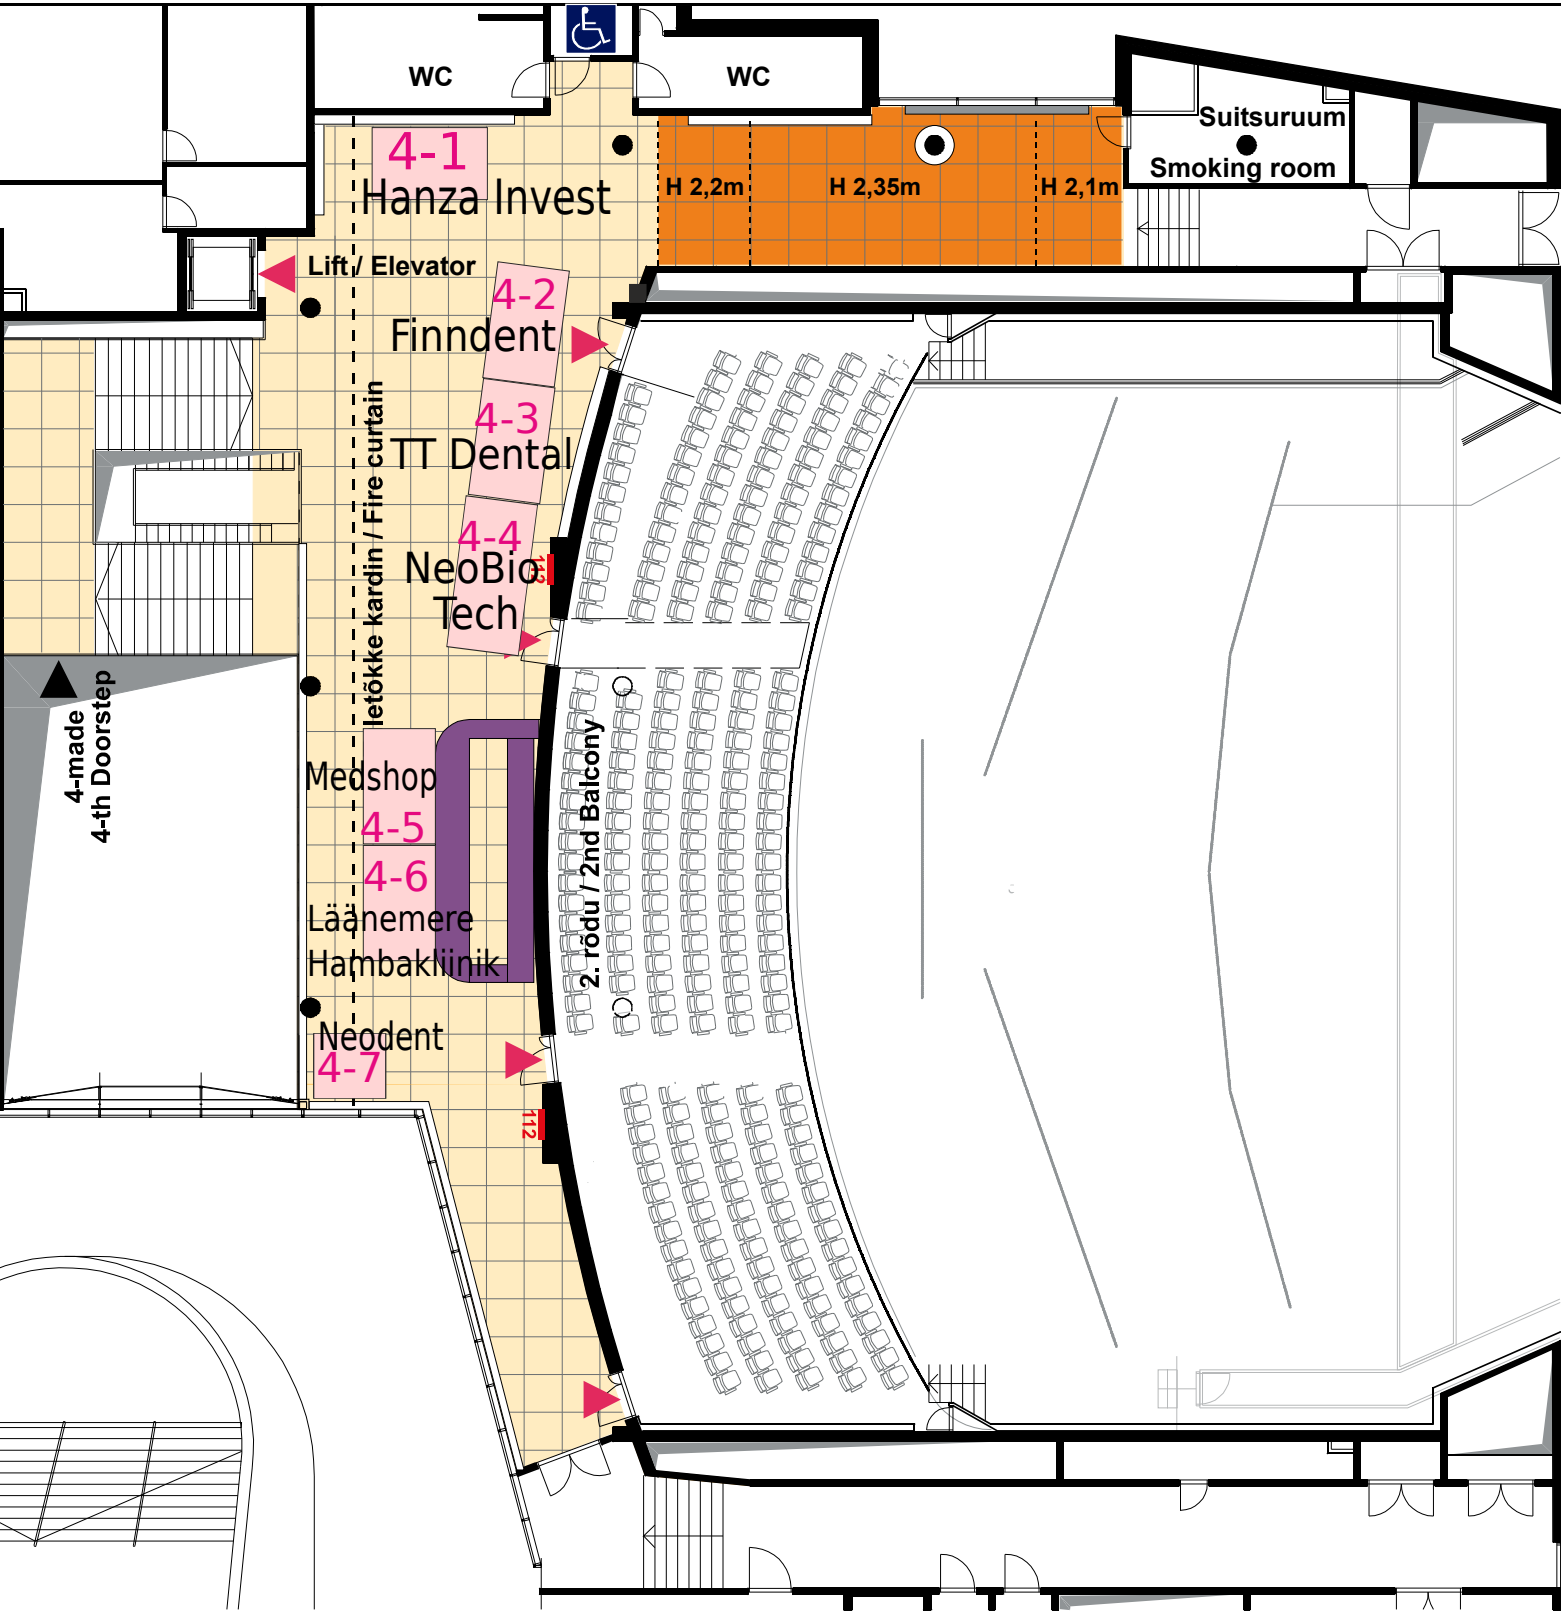 WC
WC
Suitsuruum
Smoking room
4-1
Hanza Invest
H 2,2m
H 2,35m
H 2,1m
Lift / Elevator
4-2
Finndent
4-3
TT Dental
4-4
NeoBio
Tech
112
letõkke kardin / Fire curtain
4-made
4-th Doorstep
Medshop
4-5
4-6
Läänemere
Hambakliinik
2. rõdu / 2nd Balcony
Neodent
4-7
112